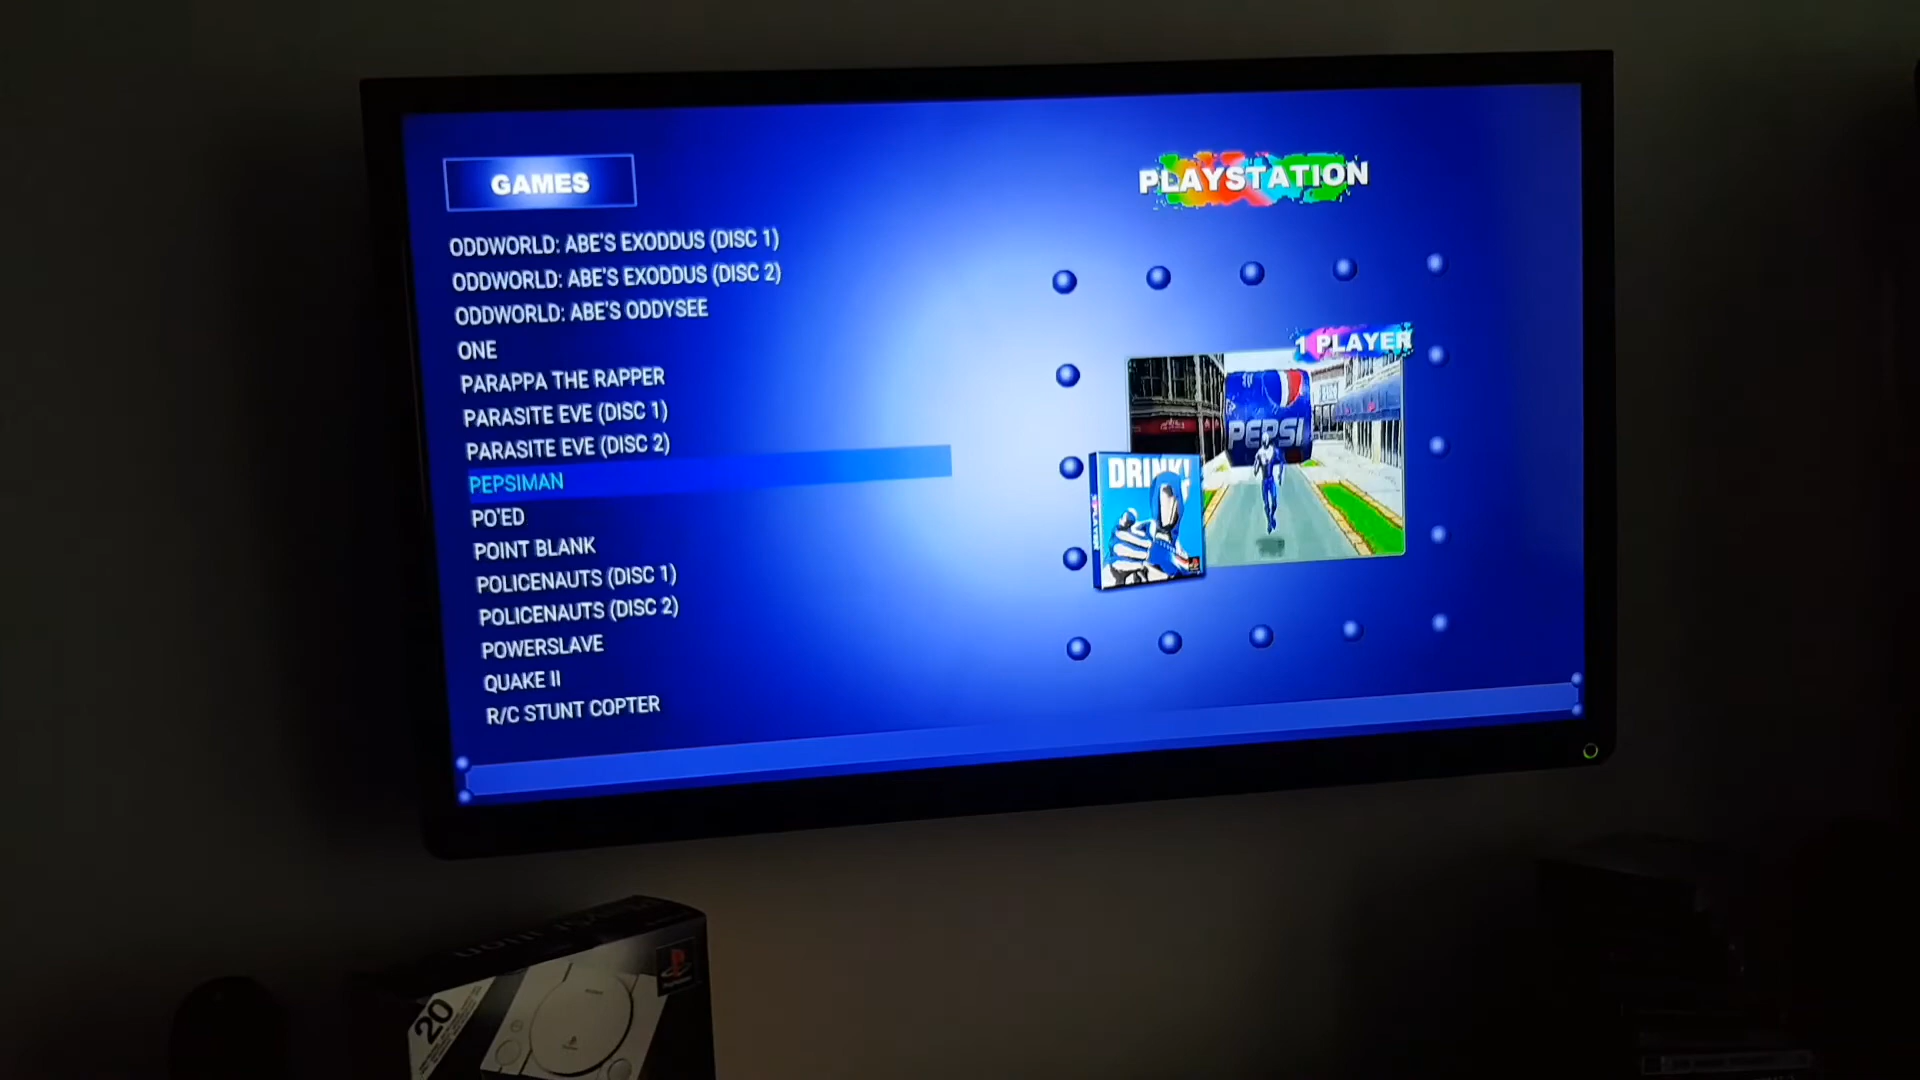 GAMES
PLAYSTATION
ODDWORLD: ABE'S EXODDUS (DISC 1)
ODDWORLD: ABE'S EXODDUS (DISC 2)
ODDWORLD: ABE'S ODDYSEE
ONE
PARAPPA THE RAPPER
PARASITE EVE (DISC 1)
PARASITE EVE (DISC 2)
PEPSIMAN
PO'ED
POINT BLANK
POLICENAUTS (DISC 1)
POLICENAUTS (DISC 2)
POWERSLAVE
QUAKE II
R/C STUNT COPTER
1 PLAYER
PEPSI
DRINK!
20